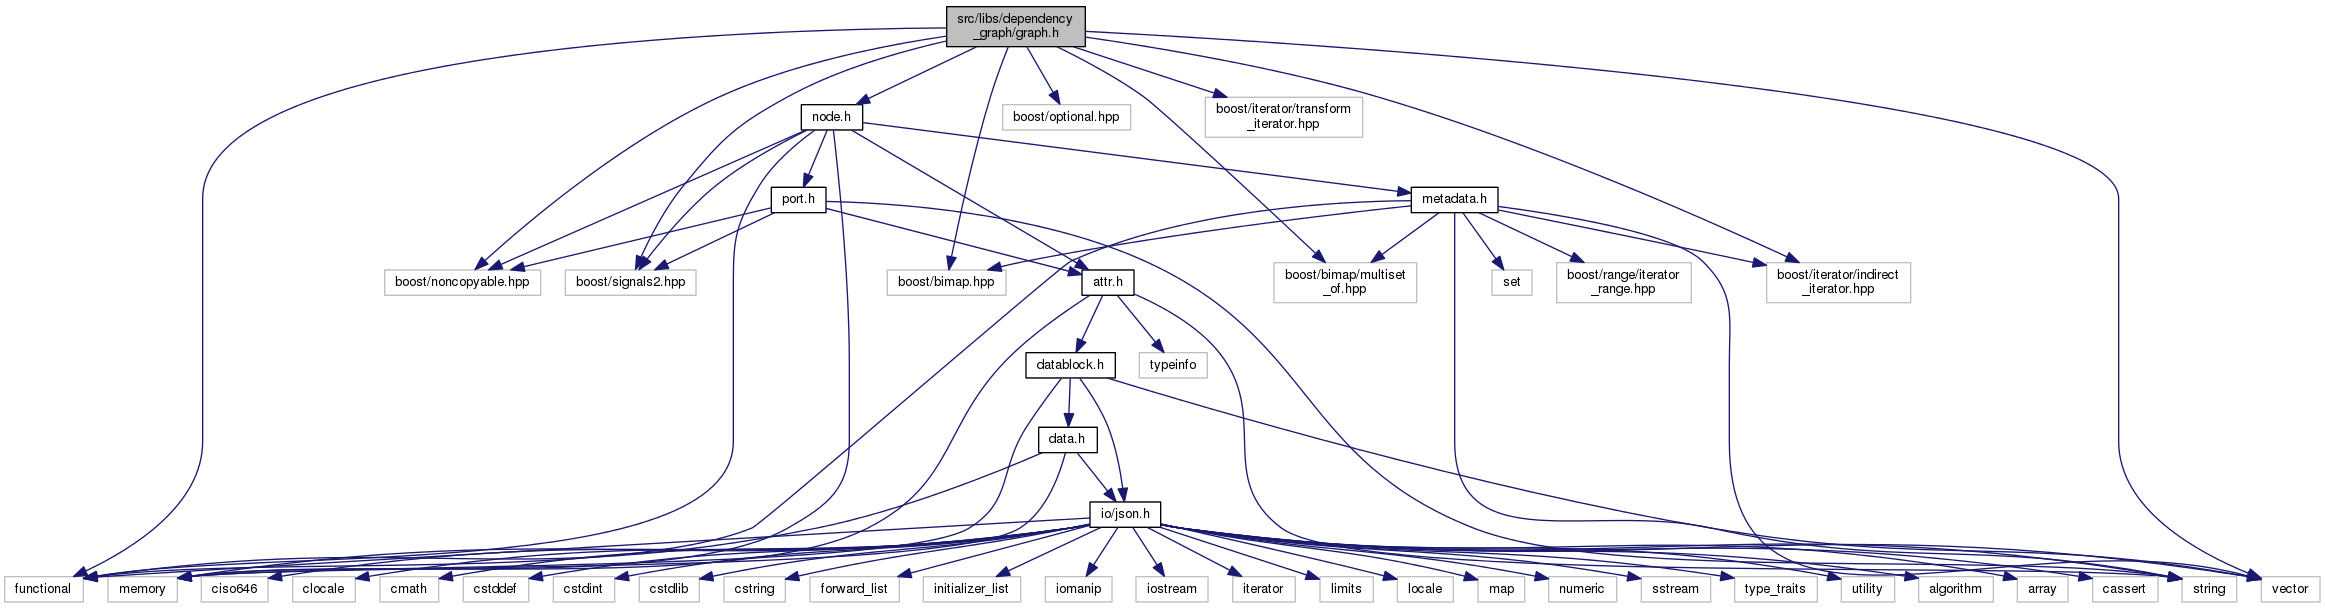 src/libs/dependency
_graph/graph.h
node.h
boost/optional.hpp
boost/iterator/transform
_iterator.hpp
port.h
metadata.h
boost/noncopyable.hpp
boost/signals2.hpp
boost/bimap.hpp
attr.h
boost/bimap/multiset
_of.hpp
set
boost/range/iterator
_range.hpp
boost/iterator/indirect
_iterator.hpp
datablock.h
typeinfo
data.h
io/json.h
functional
memory
ciso646
clocale
cmath
cstddef
cstdint
cstdlib
cstring
forward_list
initializer_list
iomanip
iostream
iterator
limits
locale
map
numeric
sstream
type_traits
utility
algorithm
array
cassert
string
vector